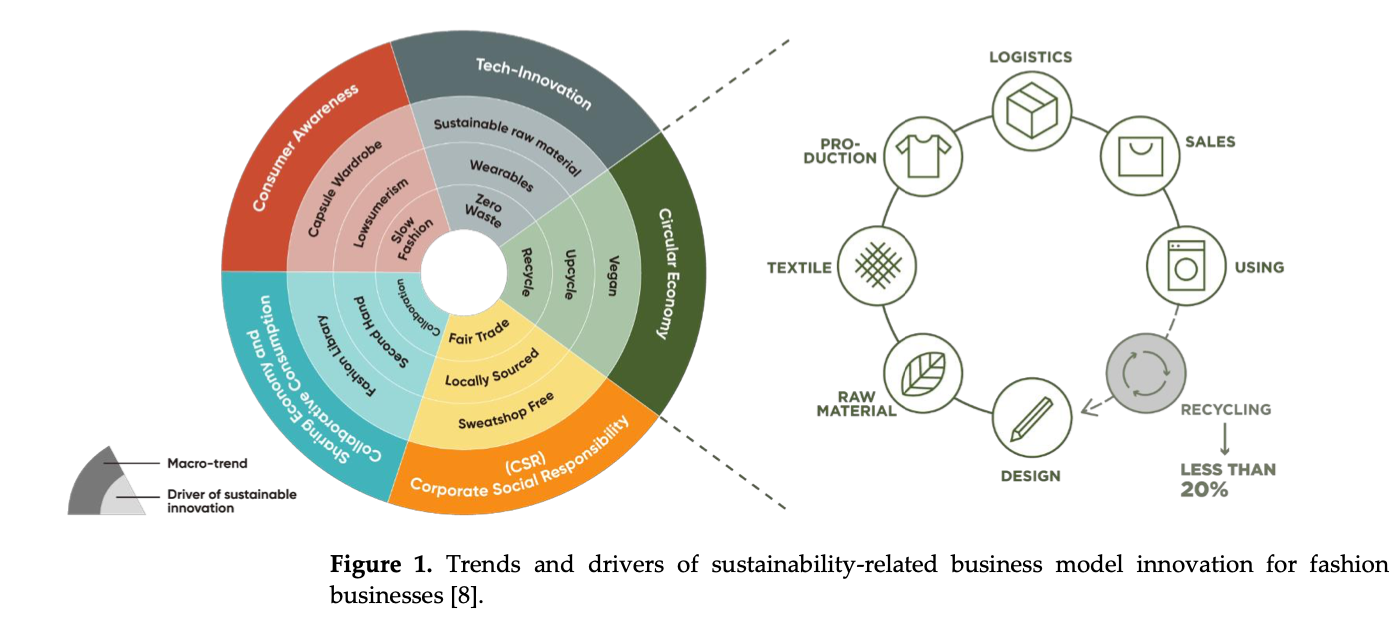 Consumer Awareness
Capsule Wardrobe
Lowsumerism
Slow
Fashion
Tech-Innovation
Sustainable raw material
Wearables
Zero
Waste
Circular Economy
Vegan
Upcycle
Recycle
(CSR)
Corporate Social Responsibility
Fair Trade
Locally Sourced
Sweatshop Free
Sharing Economy and
Collaborative Consumption
Fashion Library
Second Hand
Collaboration
Macro-trend
Driver of sustainable
innovation
LOGISTICS
SALES
USING
RECYCLING
LESS THAN
20%
DESIGN
RAW
MATERIAL
TEXTILE
PRO-
DUCTION
Figure 1. Trends and drivers of sustainability-related business model innovation for fashion
businesses [8].